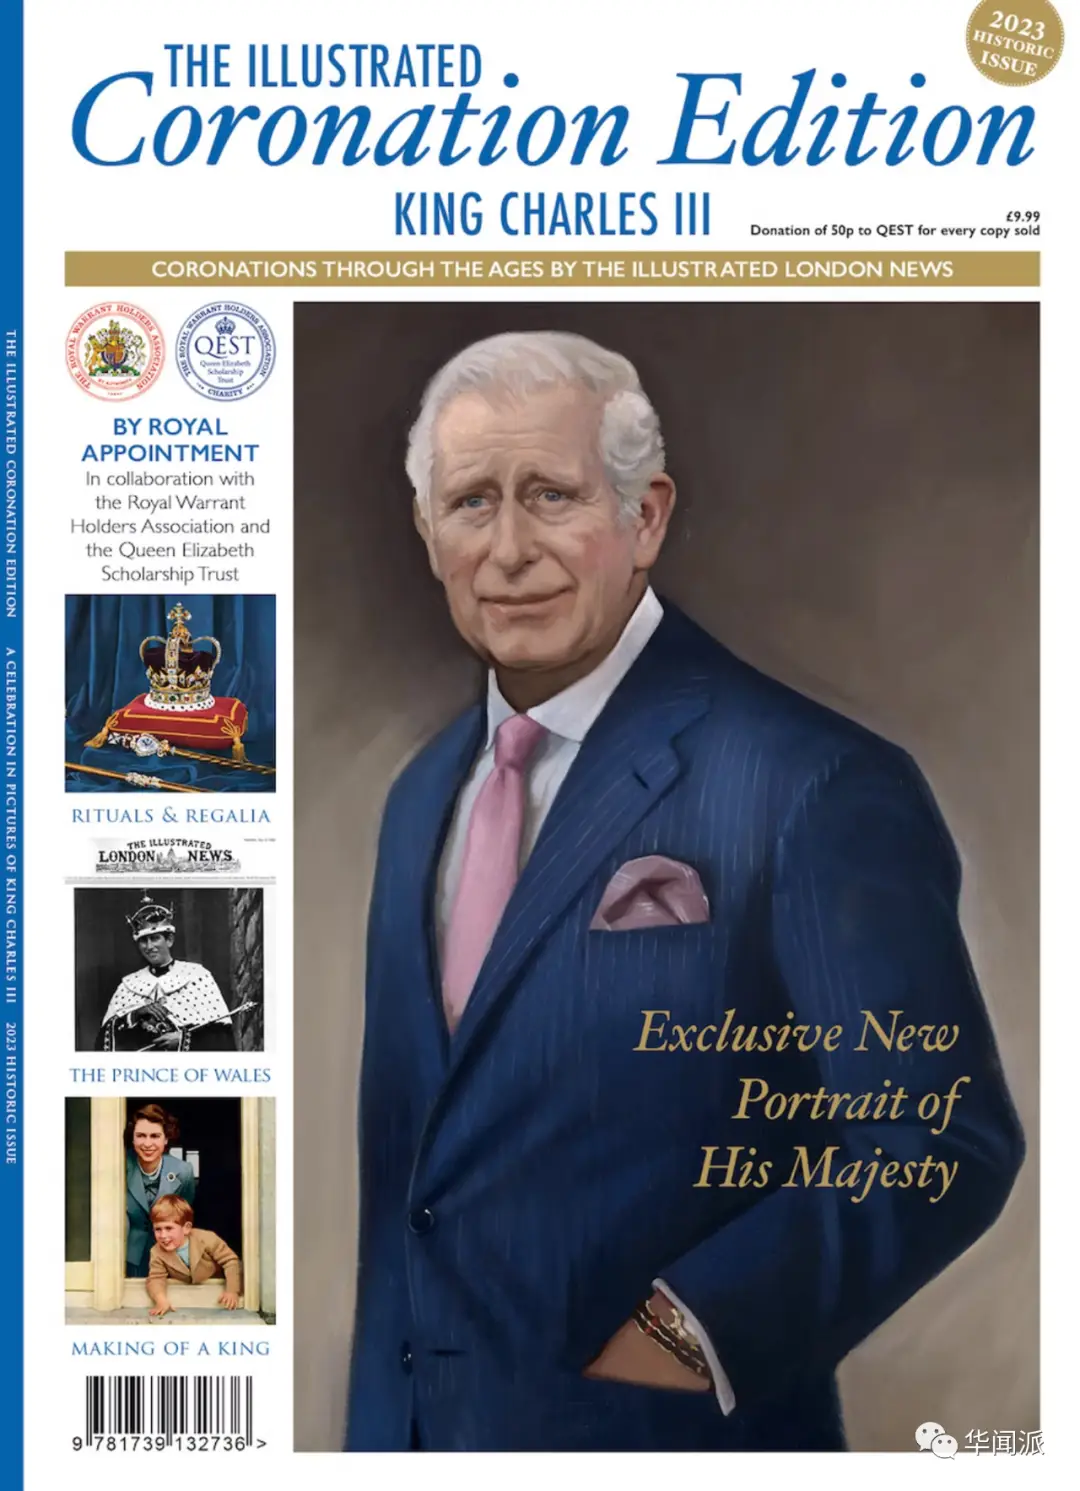 2023
HISTORIC
ISSUE
THE ILLUSTRATED
Coronation Edition
KING CHARLES III
£9.99
Donation of 50p to QEST for every copy sold
CORONATIONS THROUGH THE AGES BY THE ILLUSTRATED LONDON NEWS
THE ROYAL WARRANT HOLDERS ASSOCIATION
THE ROYAL WARRANT HOLDERS ASSOCIATION
QEST
Queen Elizabeth
Scholarship
Trust
CHARITY
BY ROYAL
APPOINTMENT
In collaboration with
the Royal Warrant
Holders Association and
the Queen Elizabeth
Scholarship Trust
RITUALS & REGALIA
THE ILLUSTRATED
LONDON NEWS
THE PRINCE OF WALES
MAKING OF A KING
9 781739 132736 >
Exclusive New
Portrait of
His Majesty
THE ILLUSTRATED CORONATION EDITION A CELEBRATION IN PICTURES OF KING CHARLES III 2023 HISTORIC ISSUE
华闻派